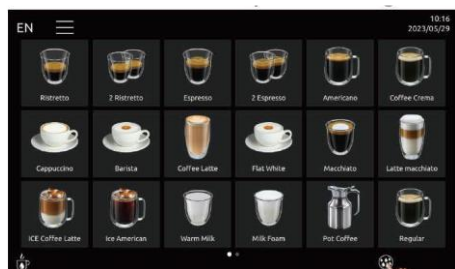 EN
10:16
2023/05/29
Ristretto
2 Ristretto
Espresso
2 Espresso
Americano
Coffee Crema
Cappuccino
Barista
Coffee Latte
Flat White
Macchiato
Latte macchiato
ICE Coffee Latte
Ice American
Warm Milk
Milk Foam
Pot Coffee
Regular